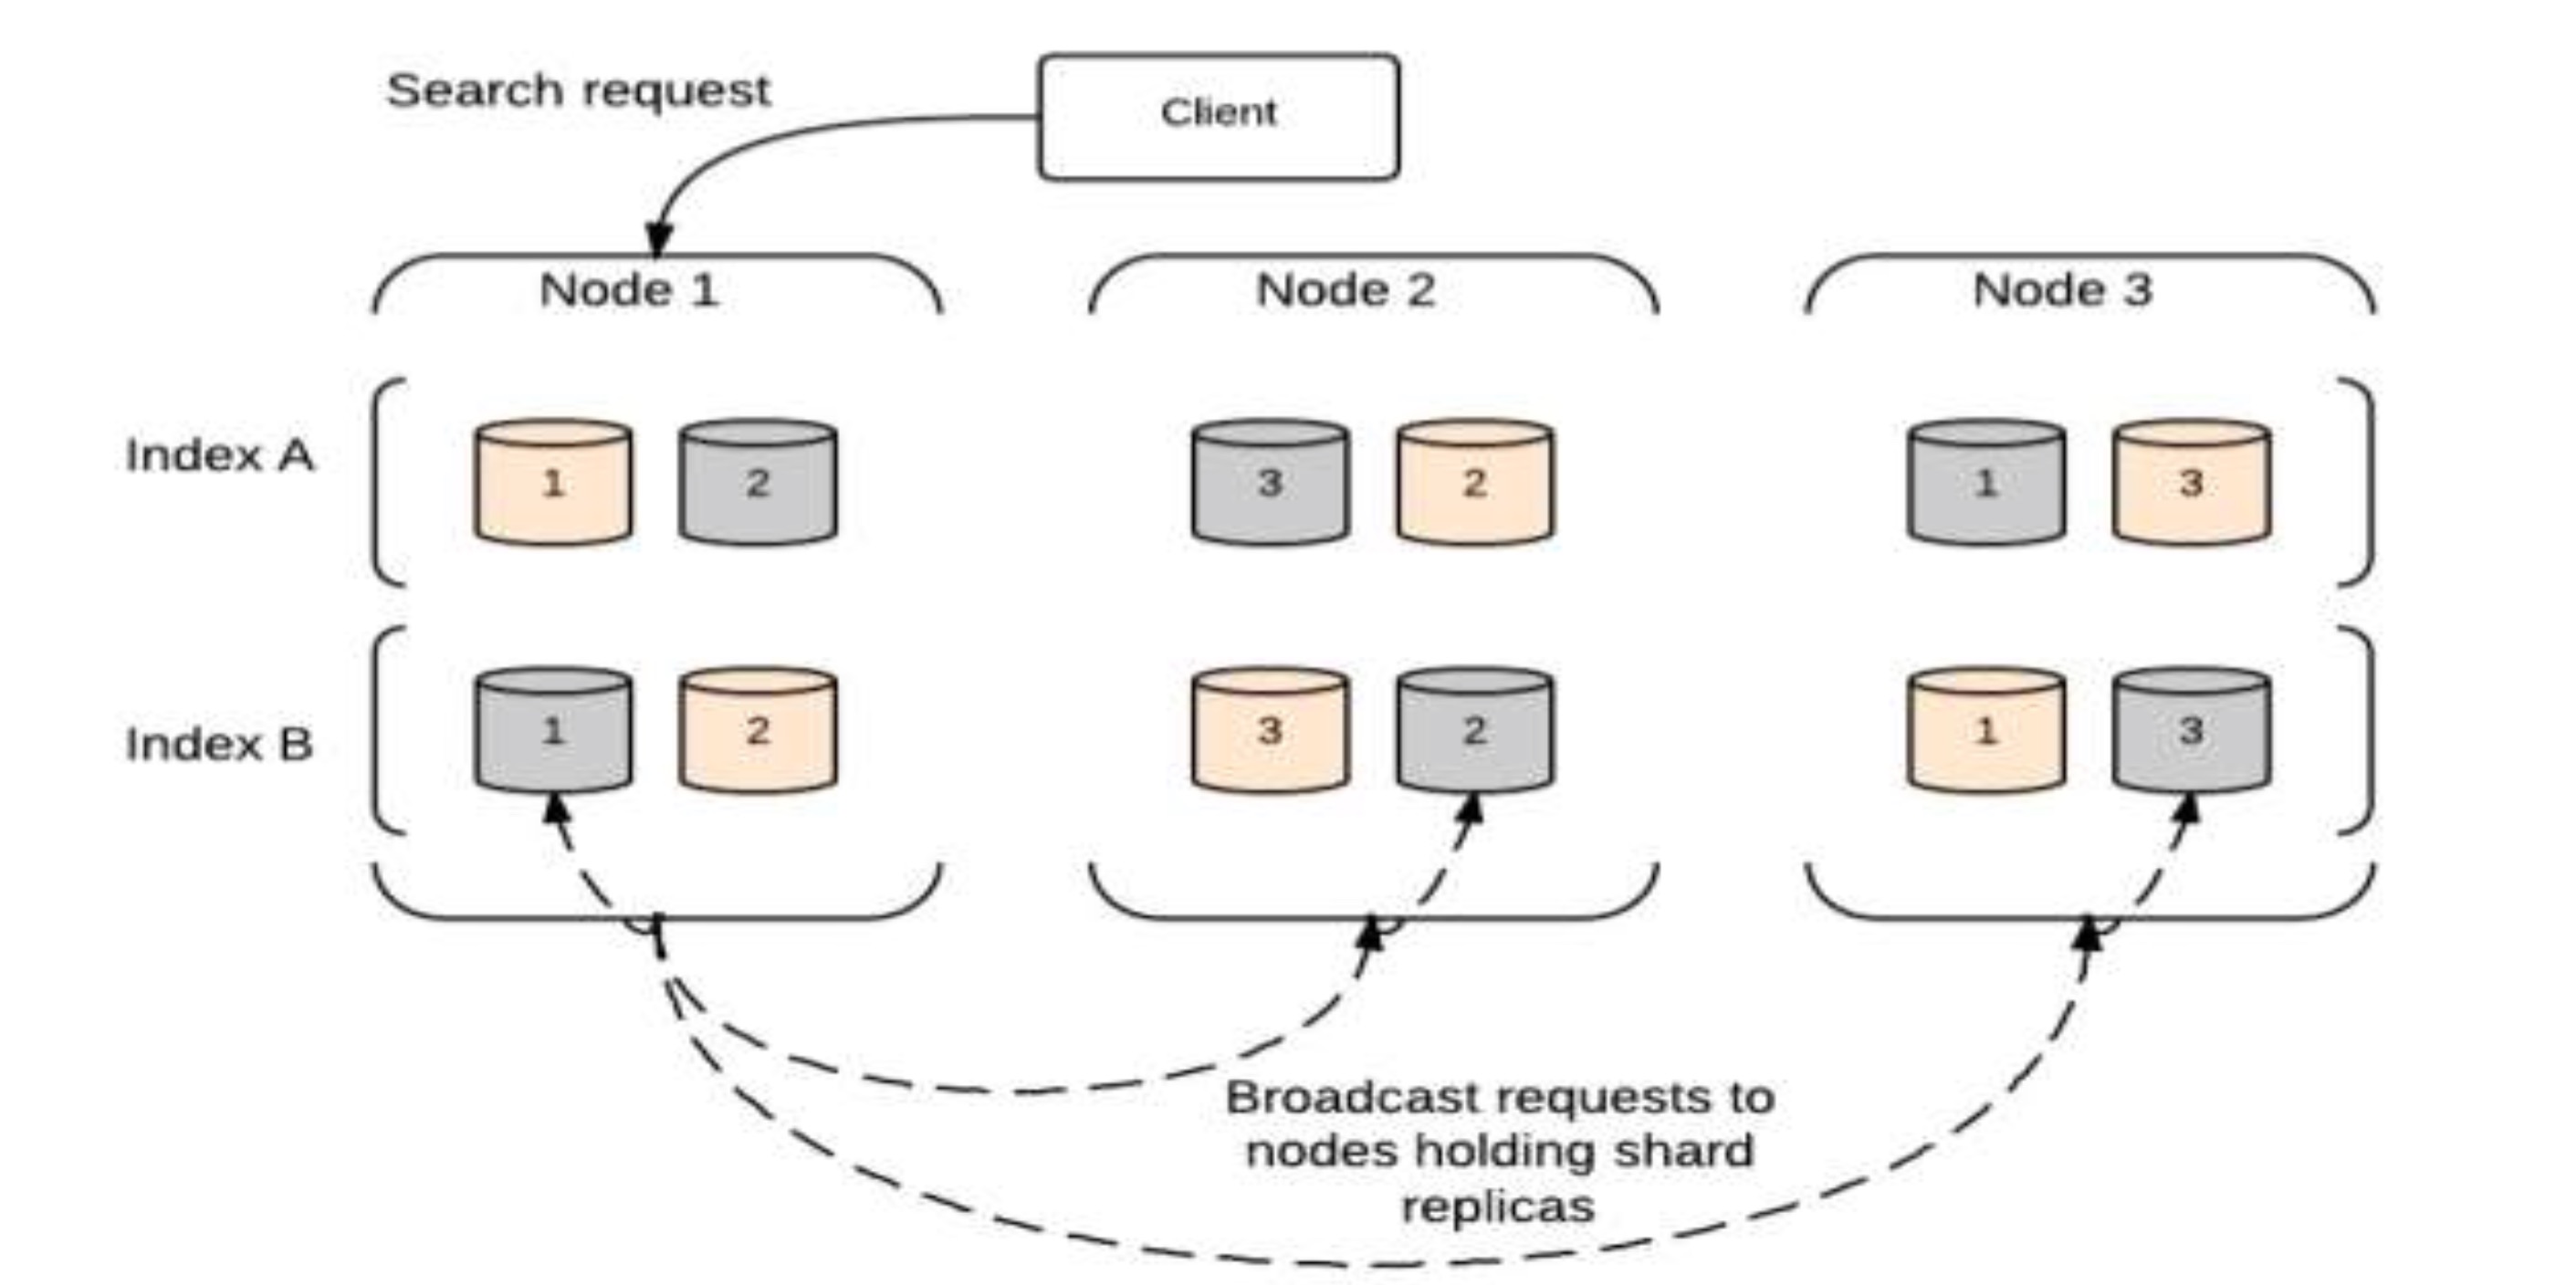 Search request
Client
Node 1
Node 2
Node 3
Index A
1
2
3
2
1
3
Index B
1
2
3
2
1
3
Broadcast requests to
nodes holding shard
replicas